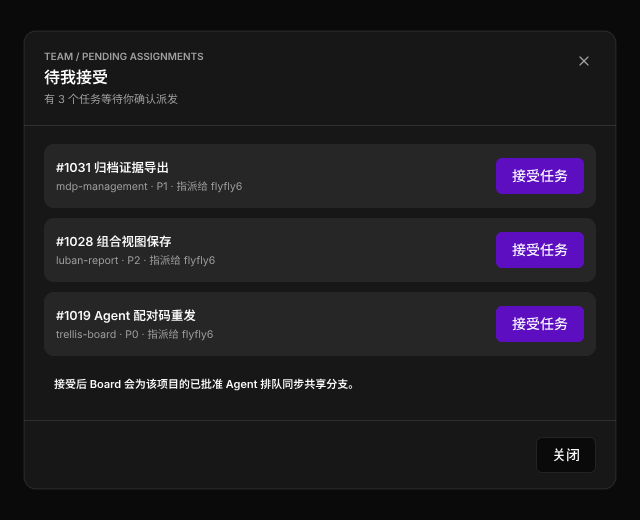 TEAM / PENDING ASSIGNMENTS
待我接受
有 3 个任务等待你确认派发
#1031 归档证据导出
mdp-management · P1 · 指派给 flyfly6
接受任务
#1028 组合视图保存
luban-report · P2 · 指派给 flyfly6
接受任务
#1019 Agent 配对码重发
trellis-board · P0 · 指派给 flyfly6
接受任务
接受后 Board 会为该项目的已批准 Agent 排队同步共享分支。
关闭